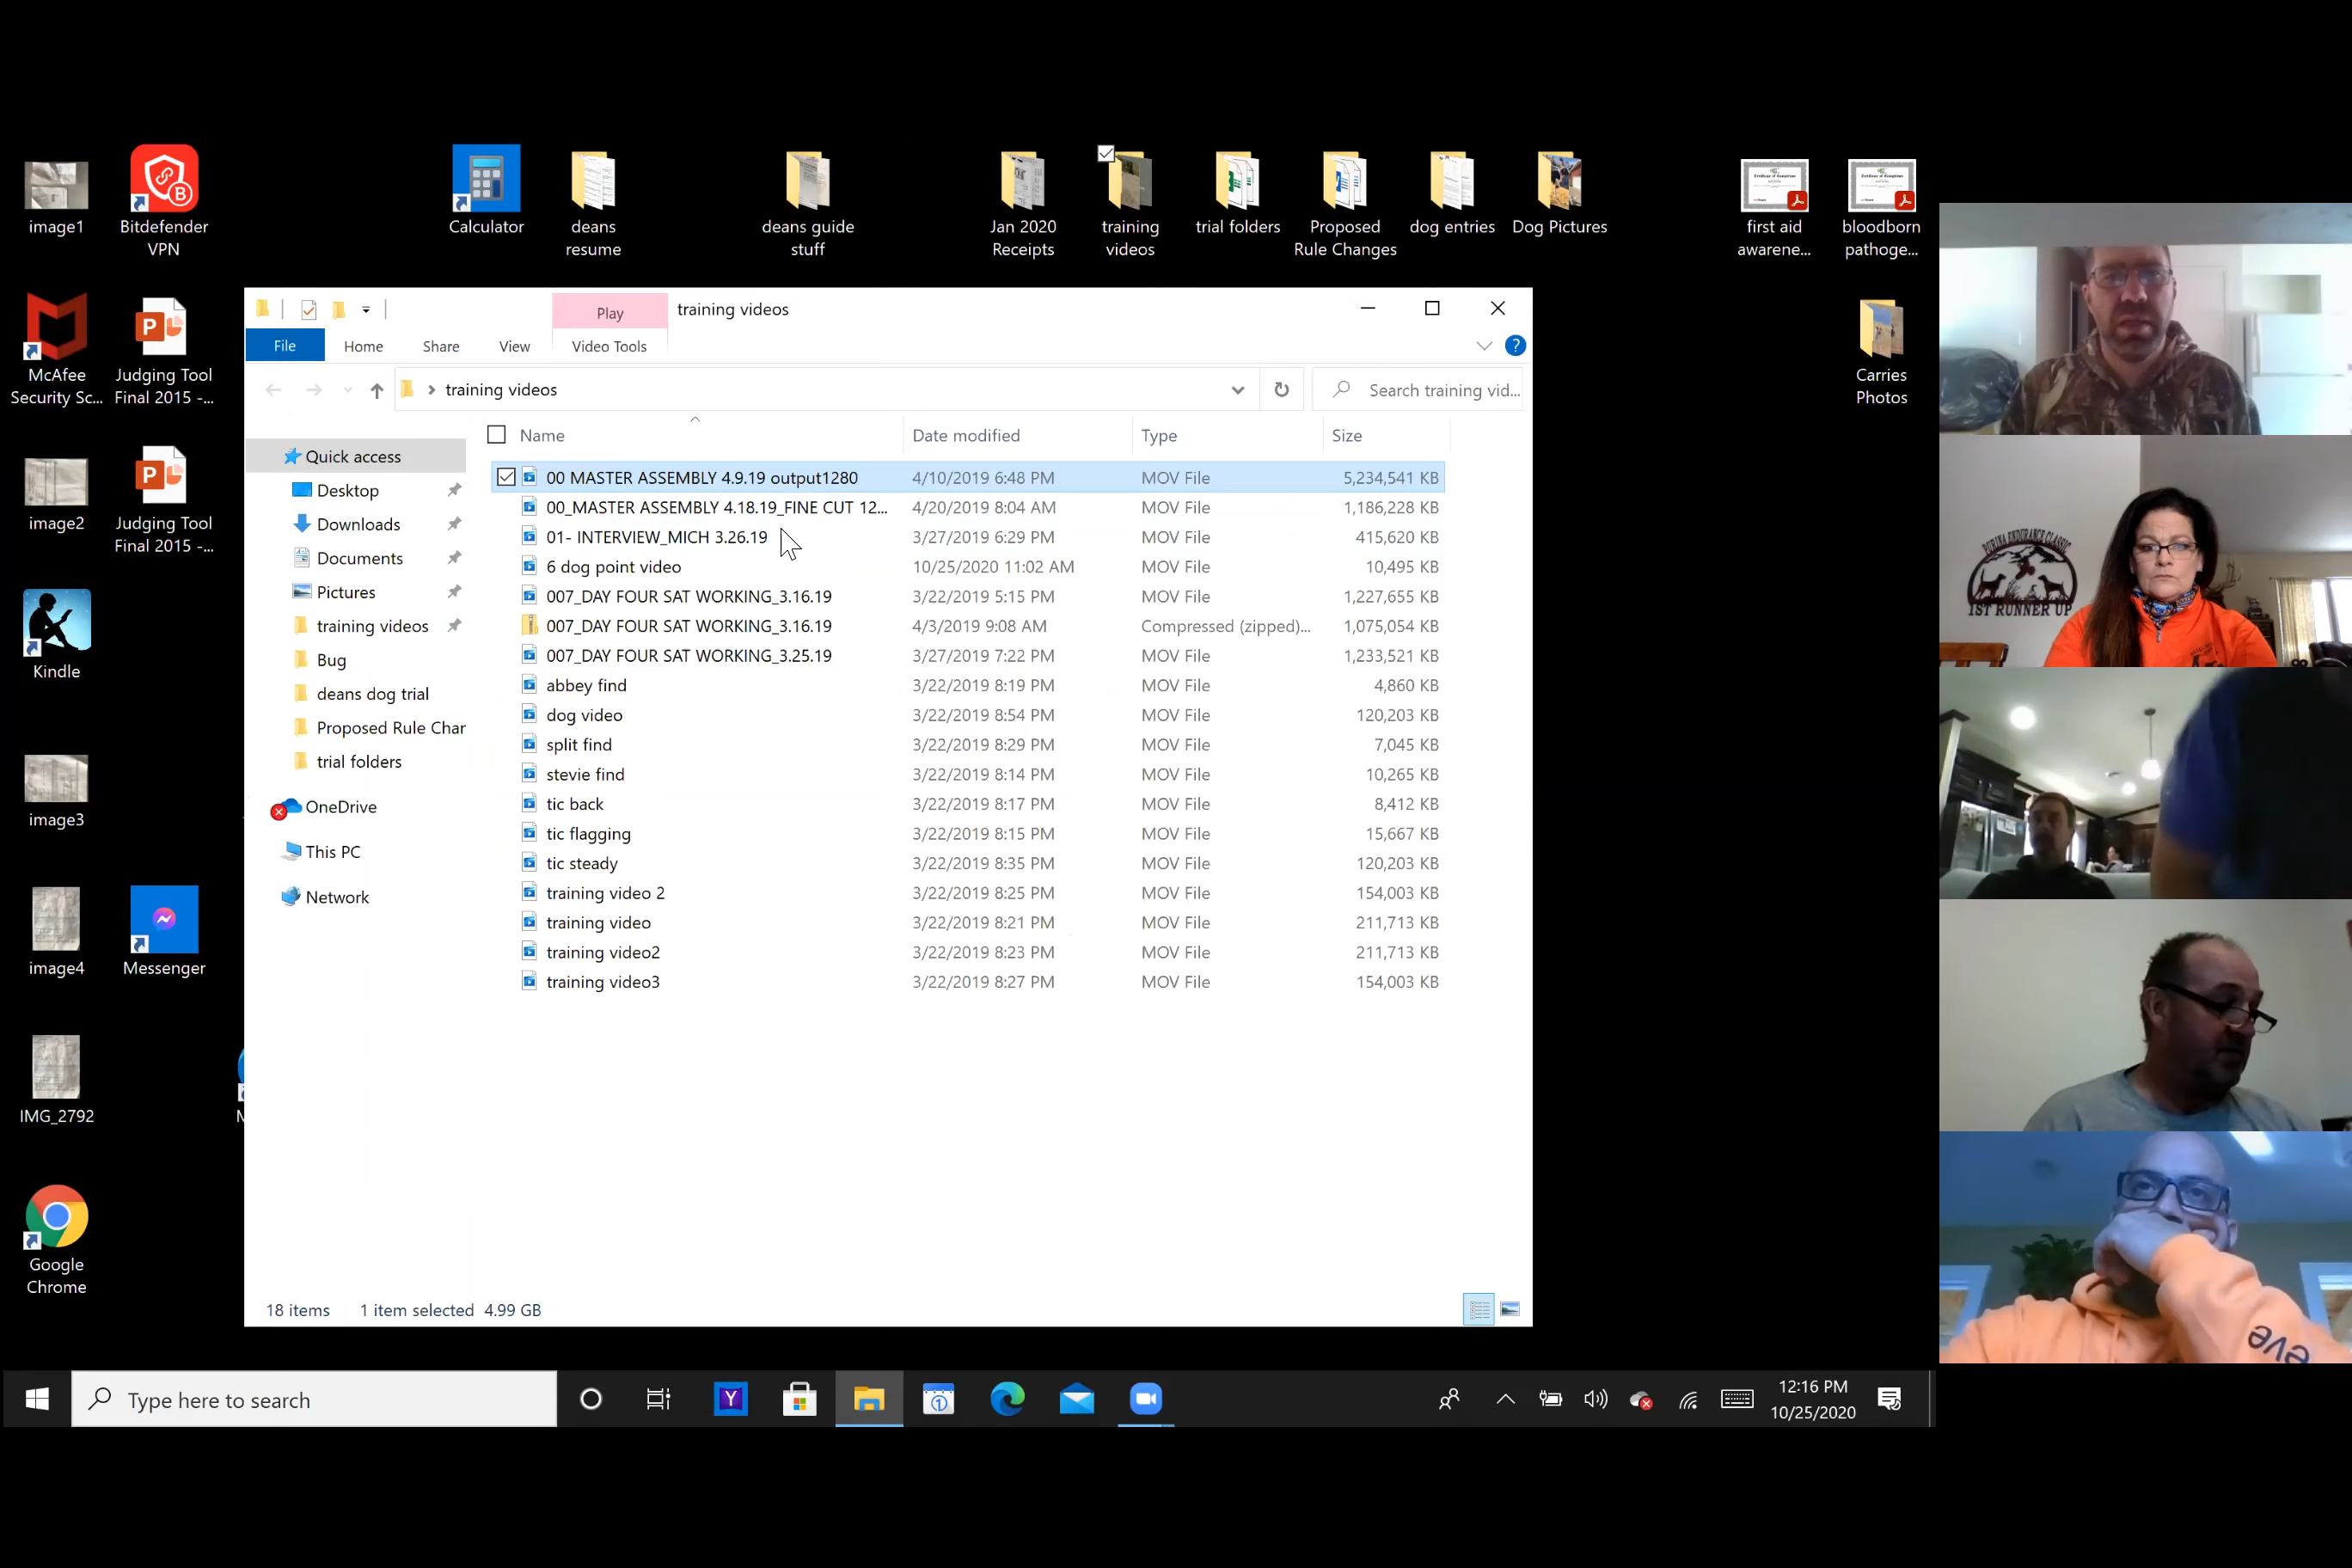 image1
Bitdefender
VPN
Calculator
deans
resume
deans guide
stuff
Jan 2020
Receipts
training
videos
trial folders
Proposed
Rule Changes
dog entries
Dog Pictures
first aid
awarene...
bloodborn
pathoge...
McAfee
Security Sc...
Judging Tool
Final 2015 -...
Carries
Photos
image2
Judging Tool
Final 2015 -...
Kindle
image3
image4
Messenger
IMG_2792
Google
Chrome
Play
training videos
File
Home
Share
View
Video Tools
training videos
Search training vid...
Name
Date modified
Type
Size
Quick access
Desktop
Downloads
Documents
Pictures
training videos
Bug
deans dog trial
Proposed Rule Char
trial folders
OneDrive
This PC
Network
00 MASTER ASSEMBLY 4.9.19 output1280 4/10/2019 6:48 PM MOV File 5,234,541 KB
00_MASTER ASSEMBLY 4.18.19_FINE CUT 12... 4/20/2019 8:04 AM MOV File 1,186,228 KB
01- INTERVIEW_MICH 3.26.19 3/27/2019 6:29 PM MOV File 415,620 KB
6 dog point video 10/25/2020 11:02 AM MOV File 10,495 KB
007_DAY FOUR SAT WORKING_3.16.19 3/22/2019 5:15 PM MOV File 1,227,655 KB
007_DAY FOUR SAT WORKING_3.16.19 4/3/2019 9:08 AM Compressed (zipped)... 1,075,054 KB
007_DAY FOUR SAT WORKING_3.25.19 3/27/2019 7:22 PM MOV File 1,233,521 KB
abbey find 3/22/2019 8:19 PM MOV File 4,860 KB
dog video 3/22/2019 8:54 PM MOV File 120,203 KB
split find 3/22/2019 8:29 PM MOV File 7,045 KB
stevie find 3/22/2019 8:14 PM MOV File 10,265 KB
tic back 3/22/2019 8:17 PM MOV File 8,412 KB
tic flagging 3/22/2019 8:15 PM MOV File 15,667 KB
tic steady 3/22/2019 8:35 PM MOV File 120,203 KB
training video 2 3/22/2019 8:25 PM MOV File 154,003 KB
training video 3/22/2019 8:21 PM MOV File 211,713 KB
training video2 3/22/2019 8:23 PM MOV File 211,713 KB
training video3 3/22/2019 8:27 PM MOV File 154,003 KB
18 items 1 item selected 4.99 GB
PURINA ENDURANCE CLASSIC
1ST RUNNER UP
eve
Type here to search
12:16 PM
10/25/2020